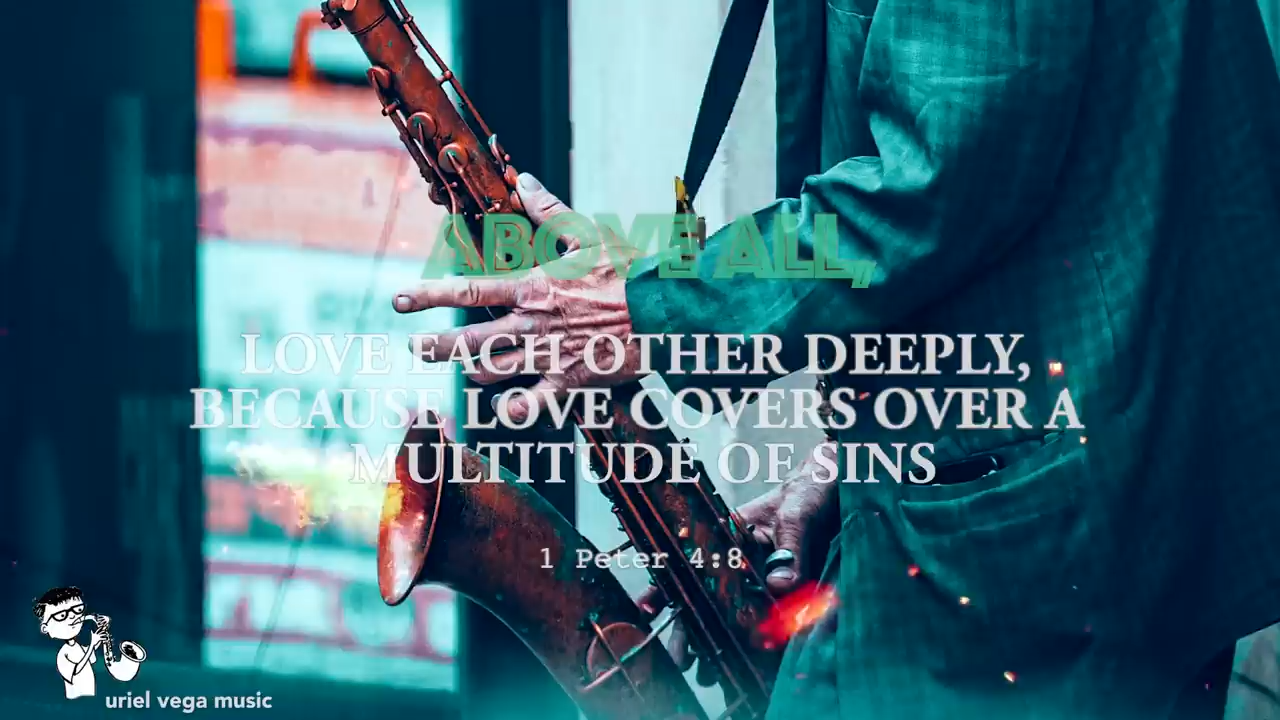 ABOVE ALL,
LOVE EACH OTHER DEEPLY,
BECAUSE LOVE COVERS OVER A
MULTITUDE OF SINS
1 Peter 4:8
uriel vega music